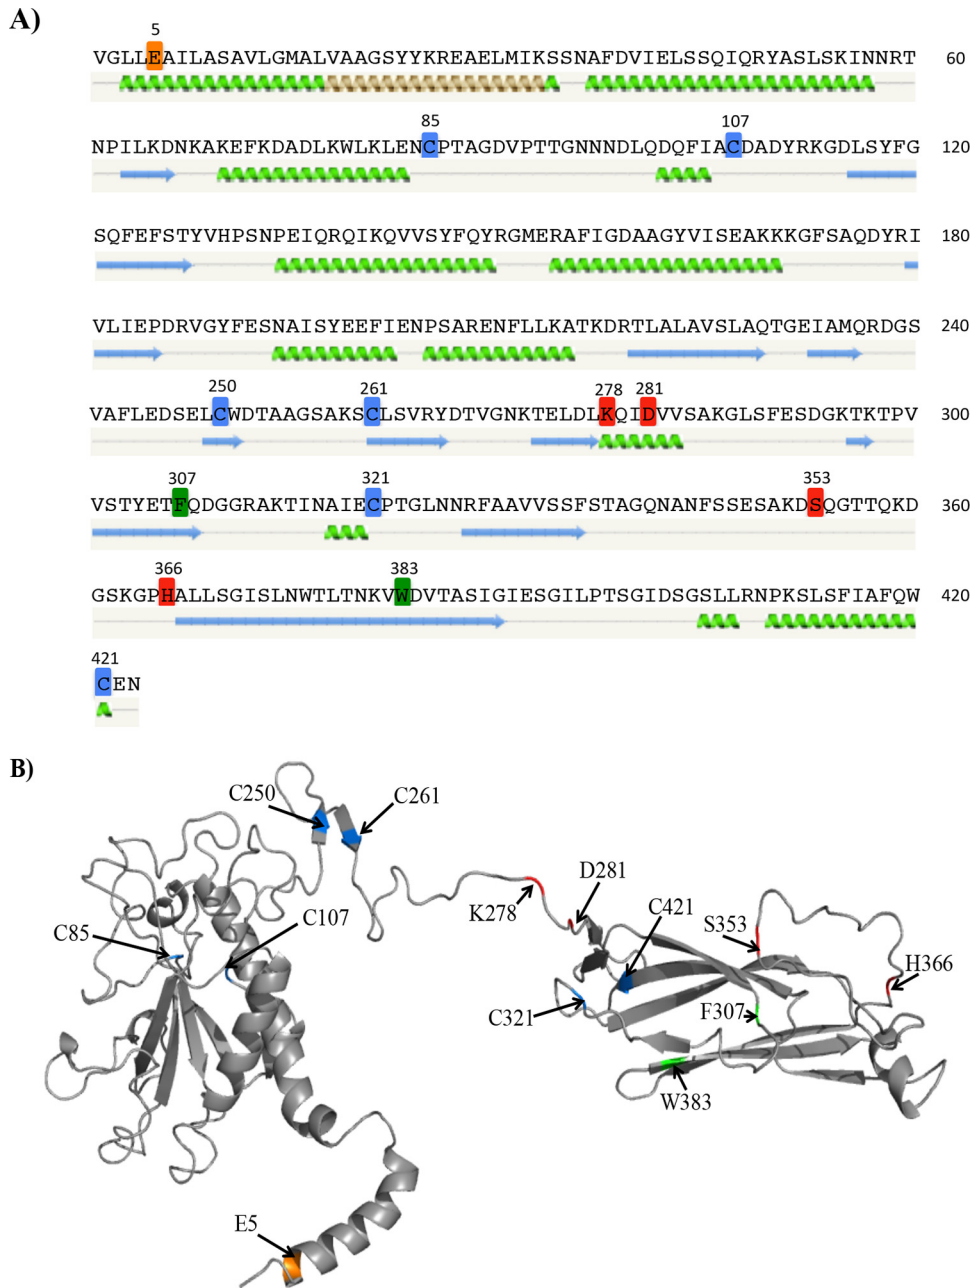 A)
5
VGLLEAILASAVLGMALVAAGSYYKREAELMIKSSNAFDVIELSSQIQRYASLSKINNRT 60
85 107
NPILKDNKAKEFKDADLKWLKLENCPTAGDVPTTGNNNDLQDQFIACDADYRKGDLSYFG 120
SQFEFSTYVHPSNPEIQRQIKQVVSYFQYRGMERAFIGDAAGYVISEAKKKGFSAQDYRI 180
VLIEPDRVGYFESNAISYEEFIENPSARENFLLKATKDRTLALAVSLAQTGEIAMQRDGS 240
250 261 278 281
VAFLEDSELCWDTAAGSAKSCLSVRYDTVGNKTELDLKQIDVVSAKGLSFESDGKTKTPV 300
307 321 353
VSTYETFQDGGRAKTINAIECPTGLNNRFAAVVSSFSTAGQNANFSSESAKDSQGTTQKD 360
366 383
GSKGPHALLSGISLNWTLTNKVWDVTASIGIESGILPTSGIDSGSLLRNPKSLSFIAFQW 420
421
CEN
B)
C250
C261
D281
K278
C421
C107
C85
S353
H366
C321
F307
W383
E5